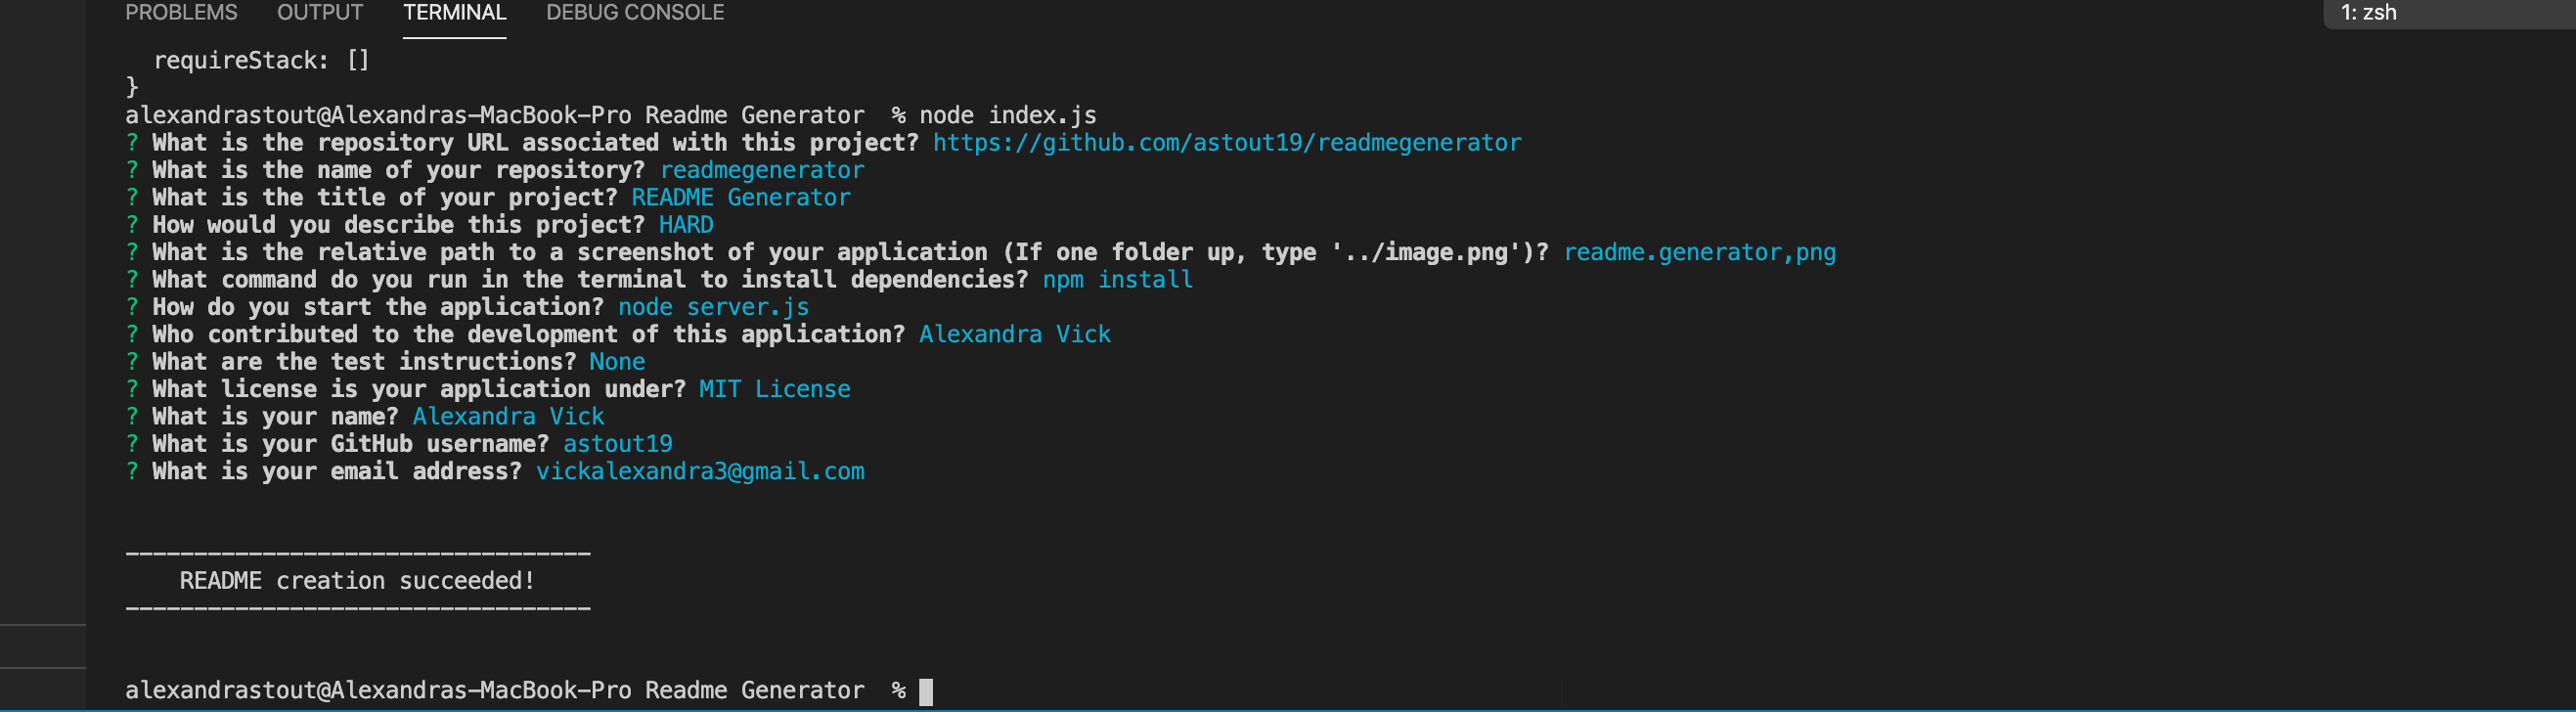 PROBLEMS OUTPUT TERMINAL DEBUG CONSOLE 1: zsh
requireStack: []
}
alexandrastout@Alexandras-MacBook-Pro Readme Generator  % node index.js
? What is the repository URL associated with this project? https://github.com/astout19/readmegenerator
? What is the name of your repository? readmegenerator
? What is the title of your project? README Generator
? How would you describe this project? HARD
? What is the relative path to a screenshot of your application (If one folder up, type '../image.png')? readme.generator,png
? What command do you run in the terminal to install dependencies? npm install
? How do you start the application? node server.js
? Who contributed to the development of this application? Alexandra Vick
? What are the test instructions? None
? What license is your application under? MIT License
? What is your name? Alexandra Vick
? What is your GitHub username? astout19
? What is your email address? vickalexandra3@gmail.com
----------------------------------
README creation succeeded!
----------------------------------
alexandrastout@Alexandras-MacBook-Pro Readme Generator  %